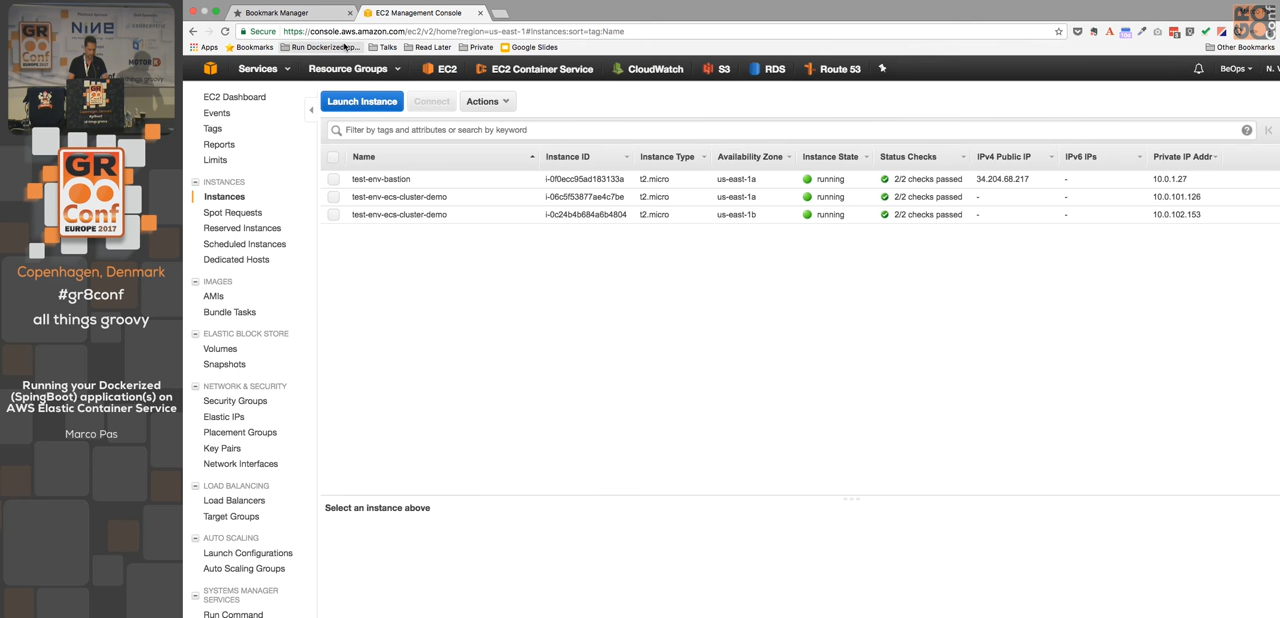 Bookmark Manager
EC2 Management Console
Secure https://console.aws.amazon.com/ec2/v2/home?region=us-east-1#Instances:sort=tag:Name
Apps Bookmarks Run Dockerized Talks Read Later Private Google Slides Other Bookmarks
Services Resource Groups EC2 EC2 Container Service CloudWatch S3 RDS Route 53 BeOps
EC2 Dashboard
Events
Tags
Reports
Limits
INSTANCES
Instances
Spot Requests
Reserved Instances
Scheduled Instances
Dedicated Hosts
IMAGES
AMIs
Bundle Tasks
ELASTIC BLOCK STORE
Volumes
Snapshots
NETWORK & SECURITY
Security Groups
Elastic IPs
Placement Groups
Key Pairs
Network Interfaces
LOAD BALANCING
Load Balancers
Target Groups
AUTO SCALING
Launch Configurations
Auto Scaling Groups
SYSTEMS MANAGER
SERVICES
Run Command
Launch Instance Connect Actions
Filter by tags and attributes or search by keyword
Name Instance ID Instance Type Availability Zone Instance State Status Checks IPv4 Public IP IPv6 IPs Private IP Addr
test-env-bastion i-0f0ecc95ad183133a t2.micro us-east-1a running 2/2 checks passed 34.204.68.217 - 10.0.1.27
test-env-ecs-cluster-demo i-06c5f53877ae4c7be t2.micro us-east-1a running 2/2 checks passed - - 10.0.101.126
test-env-ecs-cluster-demo i-0c24b4b684a6b4804 t2.micro us-east-1b running 2/2 checks passed - - 10.0.102.153
Select an instance above
GR8
Conf
EUROPE 2017
Copenhagen, Denmark
#gr8conf
all things groovy
Running your Dockerized
(SpingBoot) application(s) on
AWS Elastic Container Service
Marco Pas